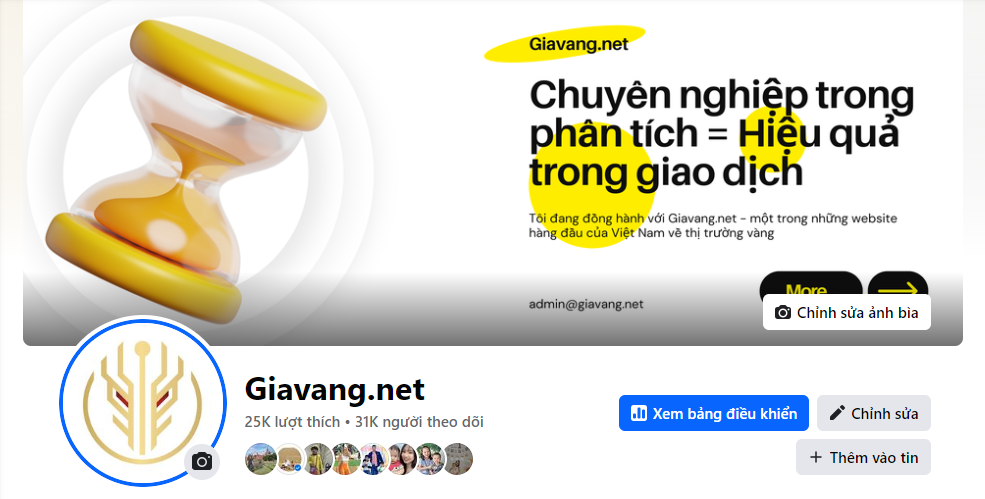 Giavang.net
Chuyên nghiệp trong
phân tích = Hiệu quả
trong giao dịch
Tôi đang đồng hành với Giavang.net - một trong những website
hàng đầu của Việt Nam về thị trường vàng
More
admin@giavang.net
Chỉnh sửa ảnh bìa
Giavang.net
25K lượt thích • 31K người theo dõi
Xem bảng điều khiển
Chỉnh sửa
Thêm vào tin